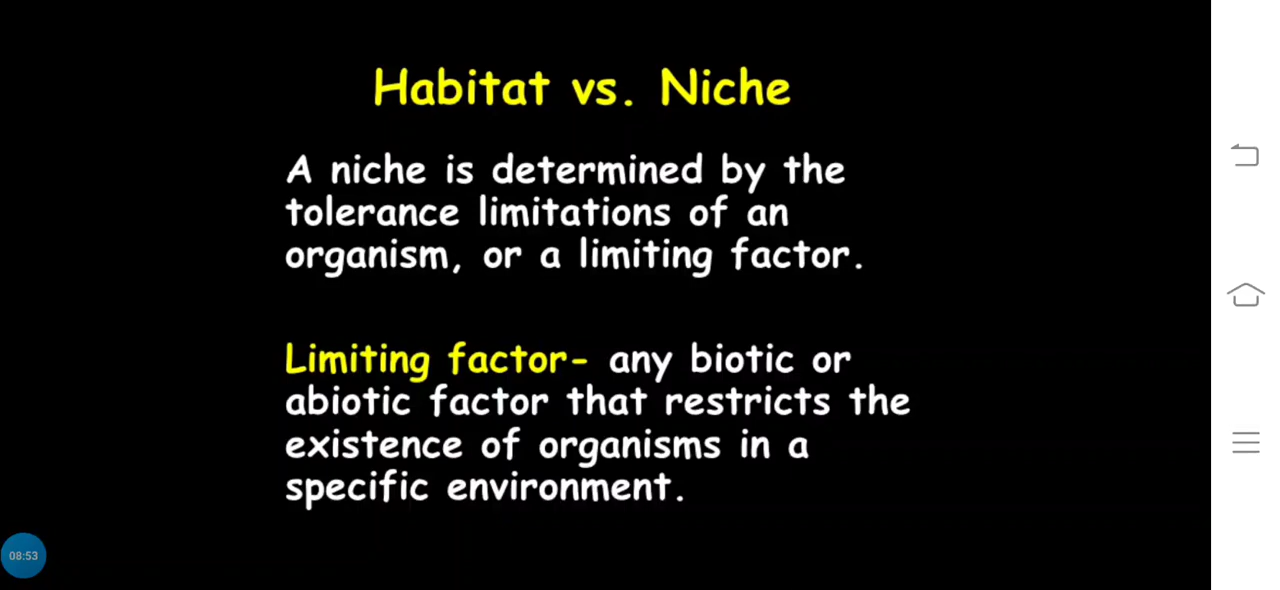 Habitat vs. Niche
A niche is determined by the
tolerance limitations of an
organism, or a limiting factor.
Limiting factor- any biotic or
abiotic factor that restricts the
existence of organisms in a
specific environment.
08:53